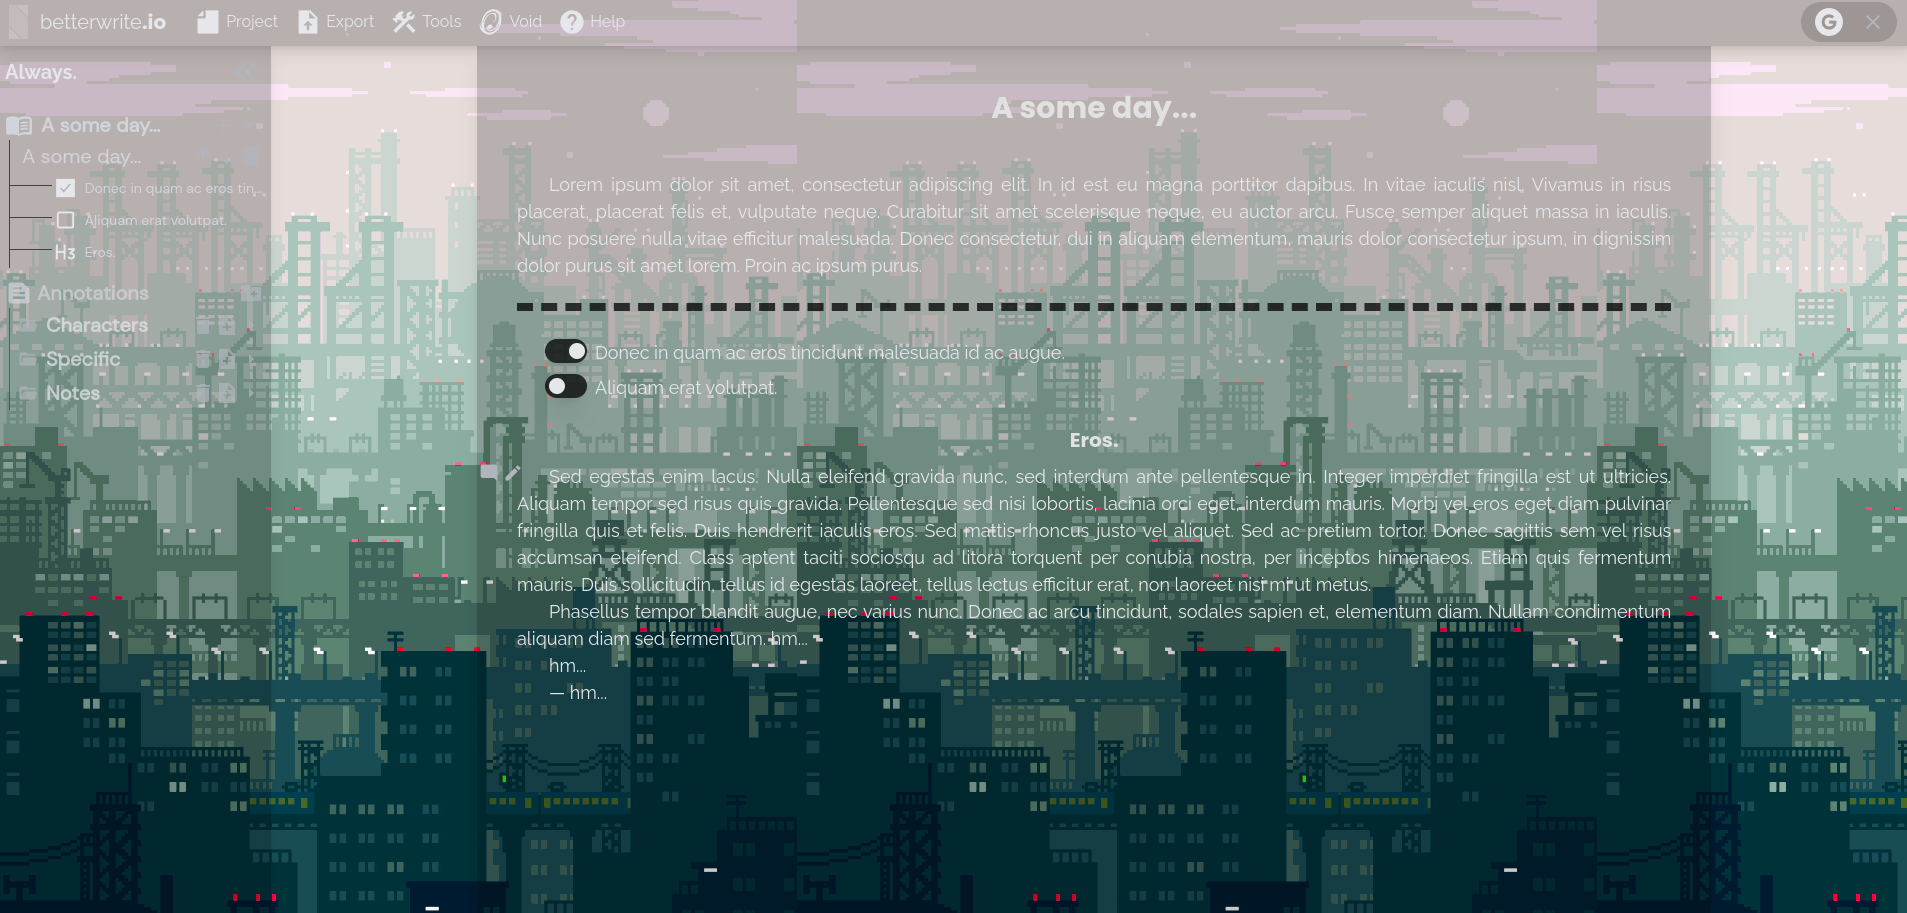 betterwrite.io Project Export Tools Void Help G
Always.
A some day...
A some day...
Donec in quam ac eros tin...
Aliquam erat volutpat.
H3 Eros.
Annotations
Characters
Specific
Notes
A some day...
Lorem ipsum dolor sit amet, consectetur adipiscing elit. In id est eu magna porttitor dapibus. In vitae iaculis nisl. Vivamus in risus
placerat, placerat felis et, vulputate neque. Curabitur sit amet scelerisque neque, eu auctor arcu. Fusce semper aliquet massa in iaculis.
Nunc posuere nulla vitae efficitur malesuada. Donec consectetur, dui in aliquam elementum, mauris dolor consectetur ipsum, in dignissim
dolor purus sit amet lorem. Proin ac ipsum purus.
Donec in quam ac eros tincidunt malesuada id ac augue.
Aliquam erat volutpat.
Eros.
Sed egestas enim lacus. Nulla eleifend gravida nunc, sed interdum ante pellentesque in. Integer imperdiet fringilla est ut ultricies.
Aliquam tempor sed risus quis gravida. Pellentesque sed nisi lobortis, lacinia orci eget, interdum mauris. Morbi vel eros eget diam pulvinar
fringilla quis et felis. Duis hendrerit iaculis eros. Sed mattis rhoncus justo vel aliquet. Sed ac pretium tortor. Donec sagittis sem vel risus
accumsan eleifend. Class aptent taciti sociosqu ad litora torquent per conubia nostra, per inceptos himenaeos. Etiam quis fermentum
mauris. Duis sollicitudin, tellus id egestas laoreet, tellus lectus efficitur erat, non laoreet nisl mi ut metus.
Phasellus tempor blandit augue, nec varius nunc. Donec ac arcu tincidunt, sodales sapien et, elementum diam. Nullam condimentum
aliquam diam sed fermentum. hm...
hm...
— hm...